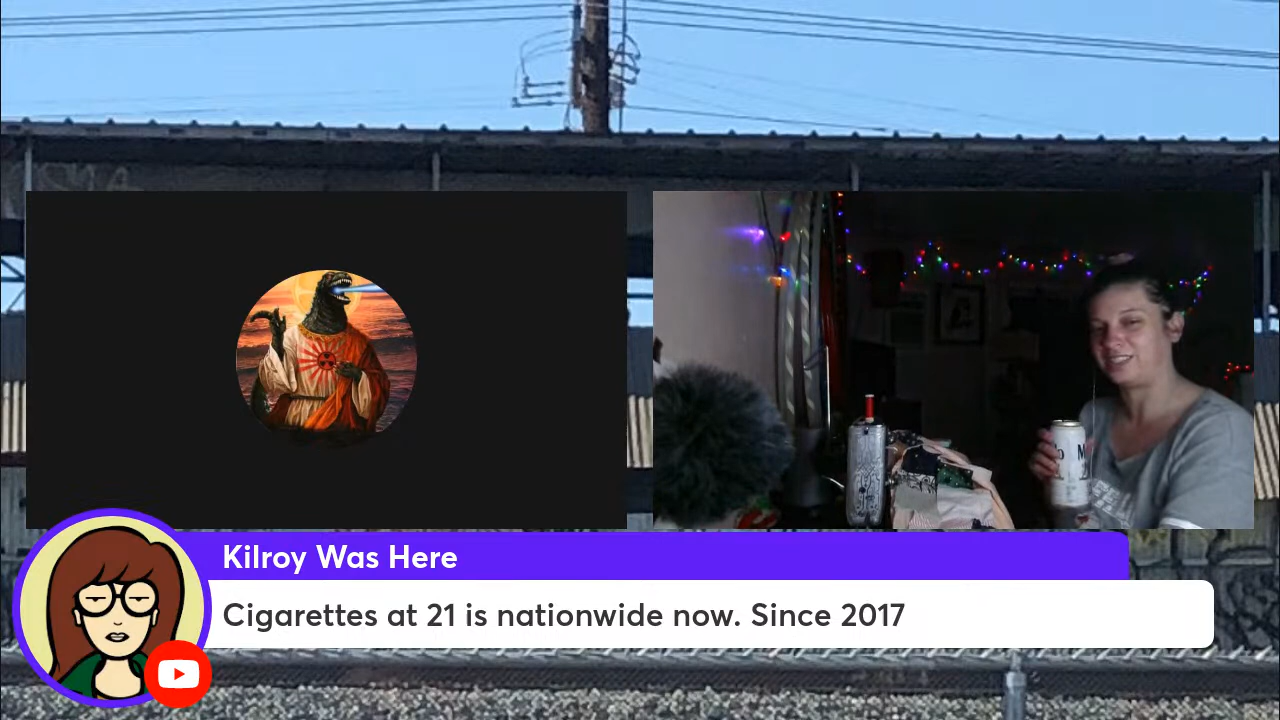 Kilroy Was Here
Cigarettes at 21 is nationwide now. Since 2017